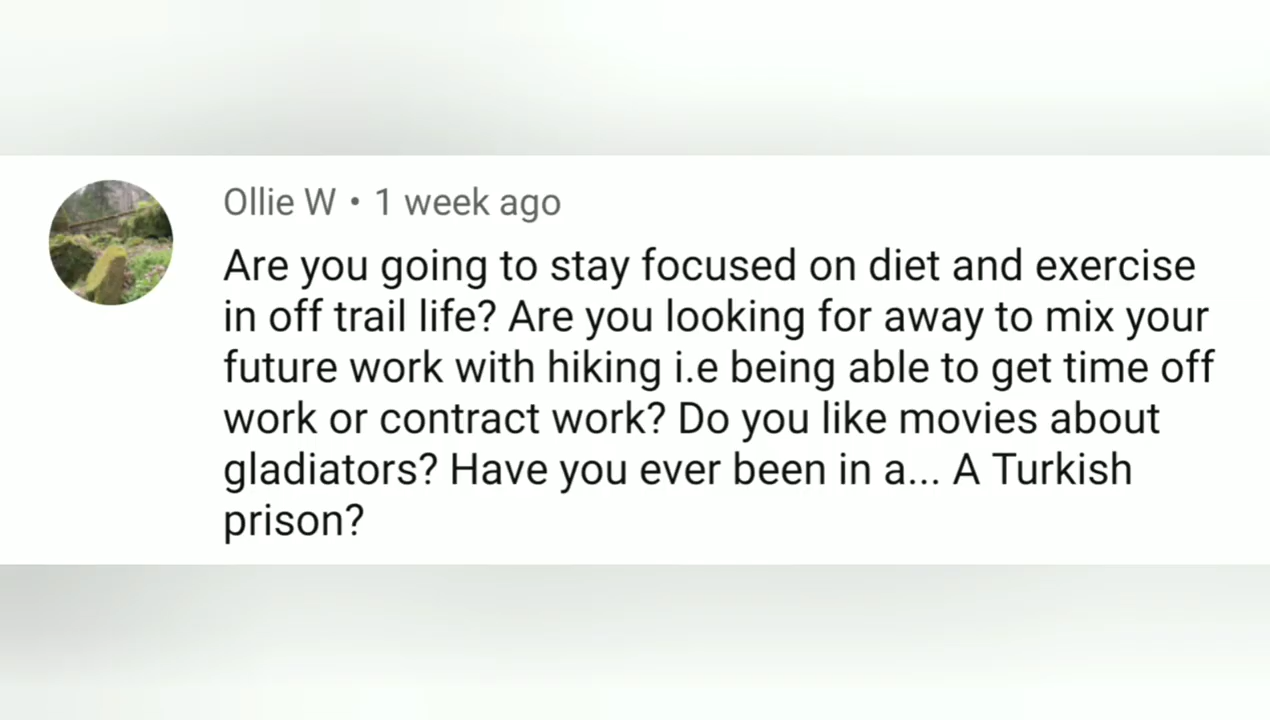 Ollie W • 1 week ago
Are you going to stay focused on diet and exercise
in off trail life? Are you looking for away to mix your
future work with hiking i.e being able to get time off
work or contract work? Do you like movies about
gladiators? Have you ever been in a... A Turkish
prison?